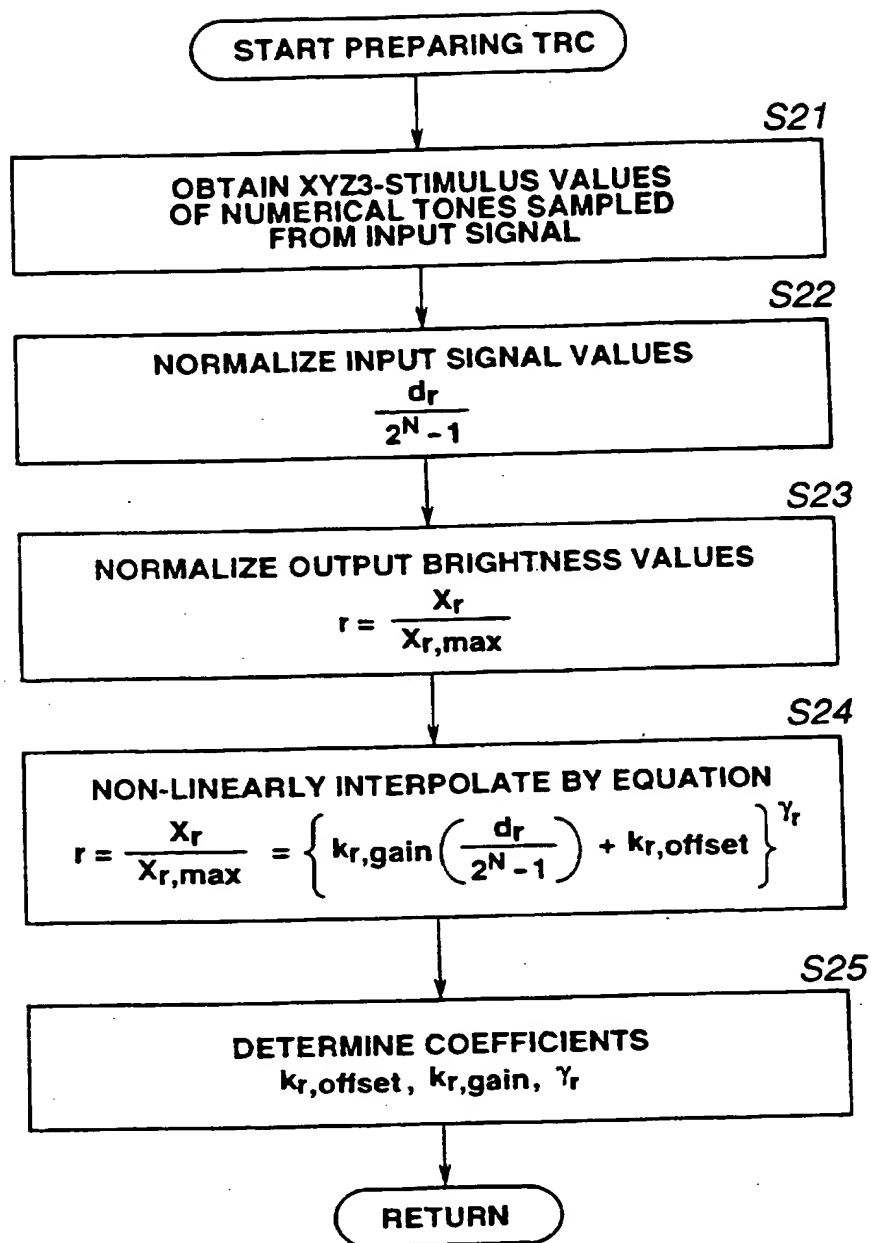 START PREPARING TRC
S21
OBTAIN XYZ3-STIMULUS VALUES
OF NUMERICAL TONES SAMPLED
FROM INPUT SIGNAL
S22
NORMALIZE INPUT SIGNAL VALUES
dr
2^N - 1
S23
NORMALIZE OUTPUT BRIGHTNESS VALUES
r = Xr / Xr,max
S24
NON-LINEARLY INTERPOLATE BY EQUATION
r = Xr / Xr,max = { kr,gain ( dr / 2^N - 1 ) + kr,offset }^γr
S25
DETERMINE COEFFICIENTS
kr,offset, kr,gain, γr
RETURN